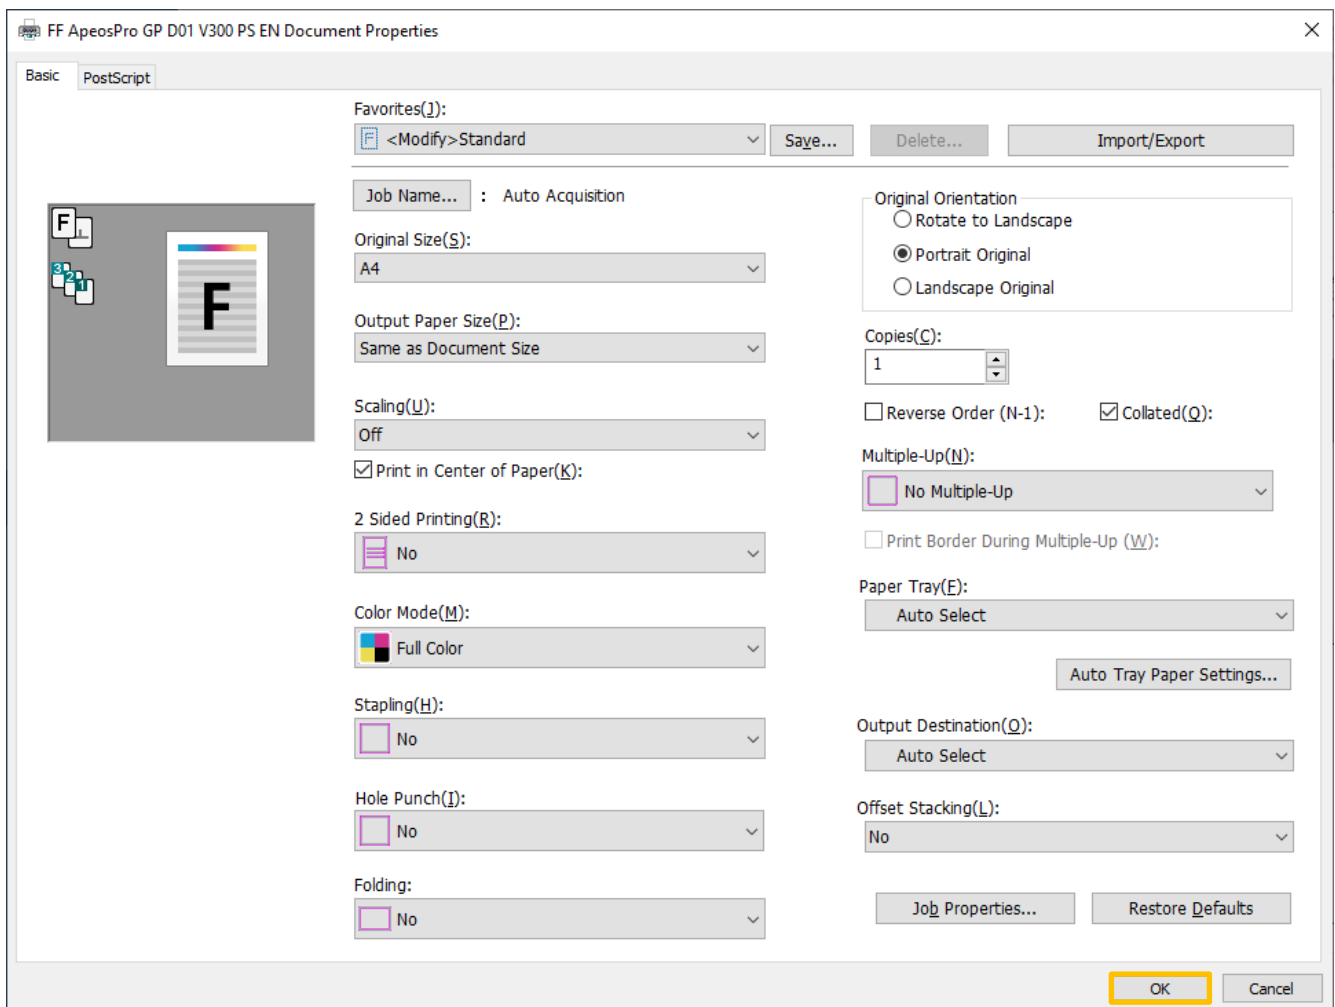 FF ApeosPro GP D01 V300 PS EN Document Properties
Basic
PostScript
Favorites(J):
<Modify>Standard
Save...
Delete...
Import/Export
Job Name... : Auto Acquisition
Original Size(S):
A4
Output Paper Size(P):
Same as Document Size
Scaling(U):
Off
Print in Center of Paper(K):
2 Sided Printing(R):
No
Color Mode(M):
Full Color
Stapling(H):
No
Hole Punch(I):
No
Folding:
No
F
3
2
1
F
Original Orientation
Rotate to Landscape
Portrait Original
Landscape Original
Copies(C):
1
Reverse Order (N-1):
Collated(Q):
Multiple-Up(N):
No Multiple-Up
Print Border During Multiple-Up (W):
Paper Tray(F):
Auto Select
Auto Tray Paper Settings...
Output Destination(O):
Auto Select
Offset Stacking(L):
No
Job Properties...
Restore Defaults
OK
Cancel